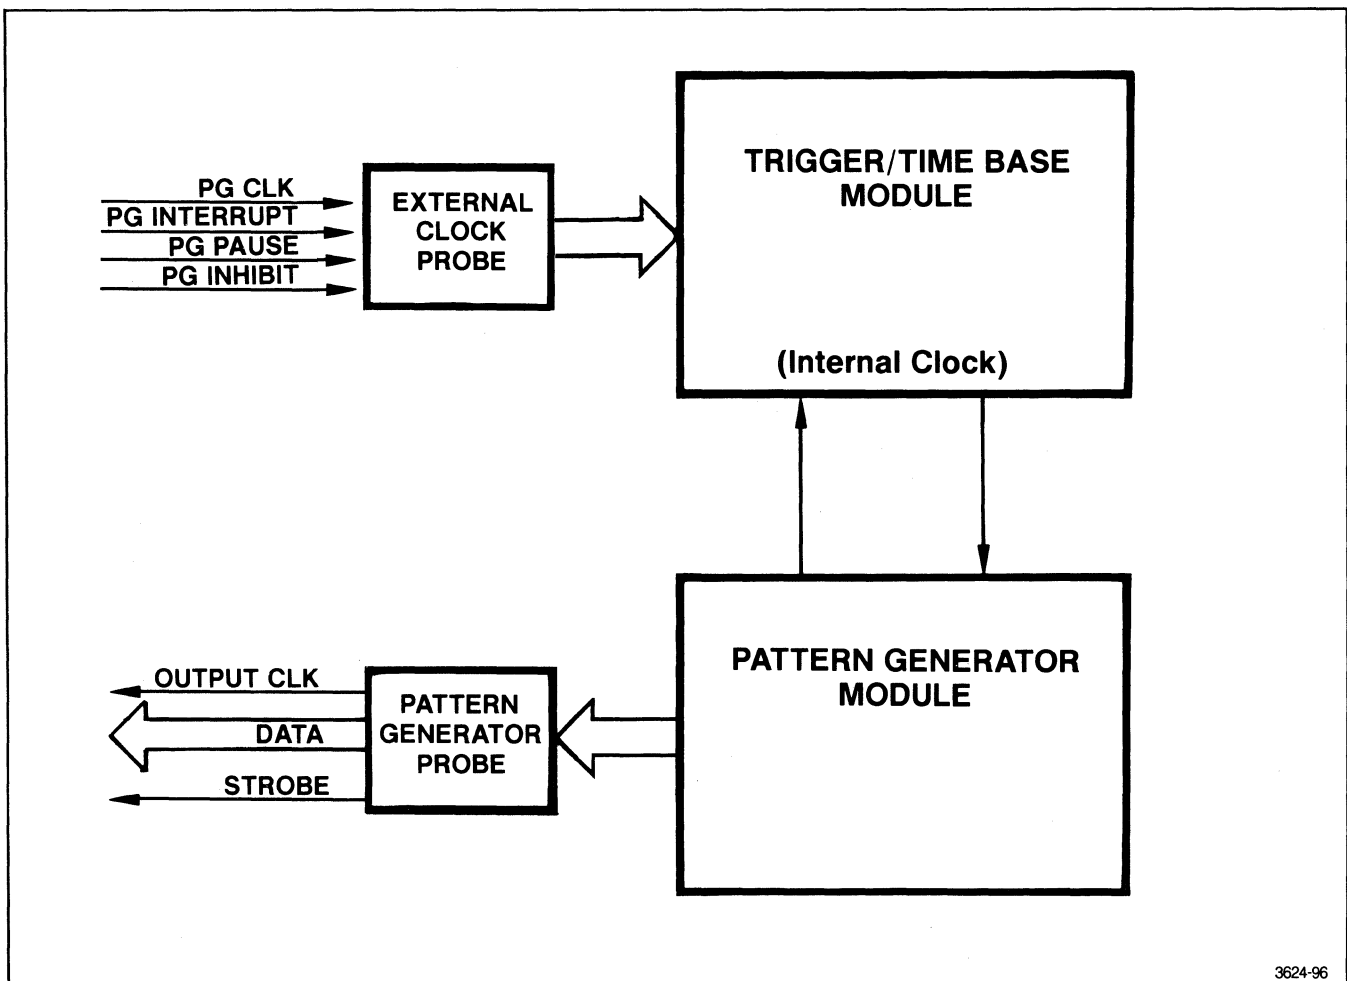 TRIGGER/TIME BASE
MODULE
(Internal Clock)
PG CLK
PG INTERRUPT
PG PAUSE
PG INHIBIT
EXTERNAL
CLOCK
PROBE
PATTERN GENERATOR
MODULE
OUTPUT CLK
DATA
STROBE
PATTERN
GENERATOR
PROBE
3624-96